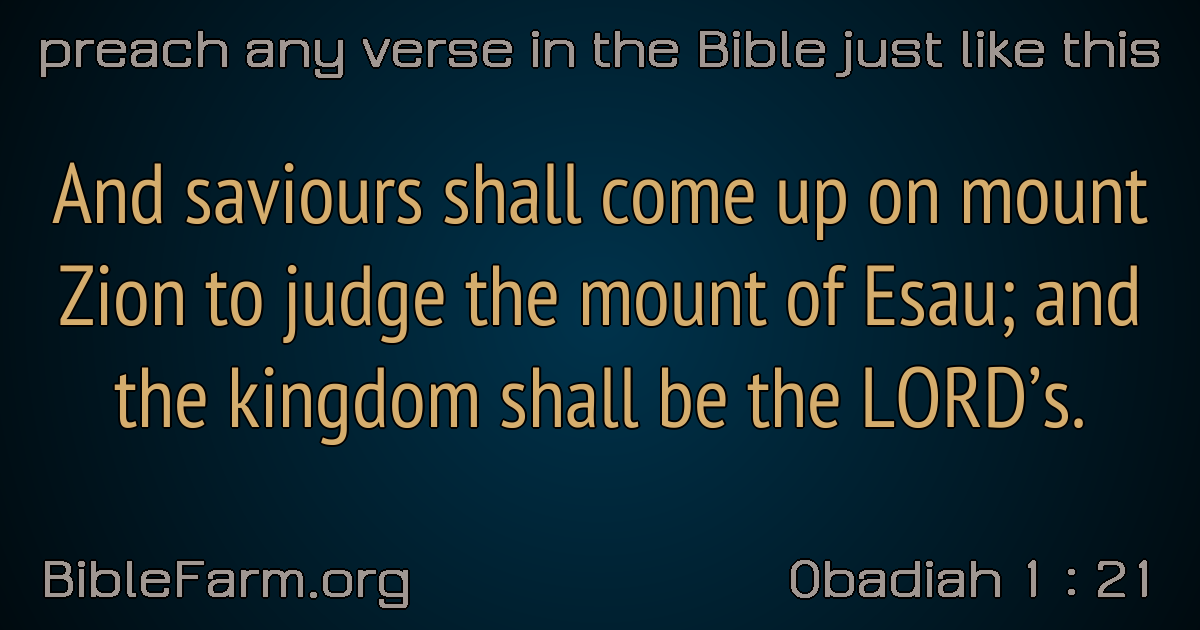 preach any verse in the Bible just like this
And saviours shall come up on mount
Zion to judge the mount of Esau; and
the kingdom shall be the LORD’s.
BibleFarm.org
Obadiah 1 : 21